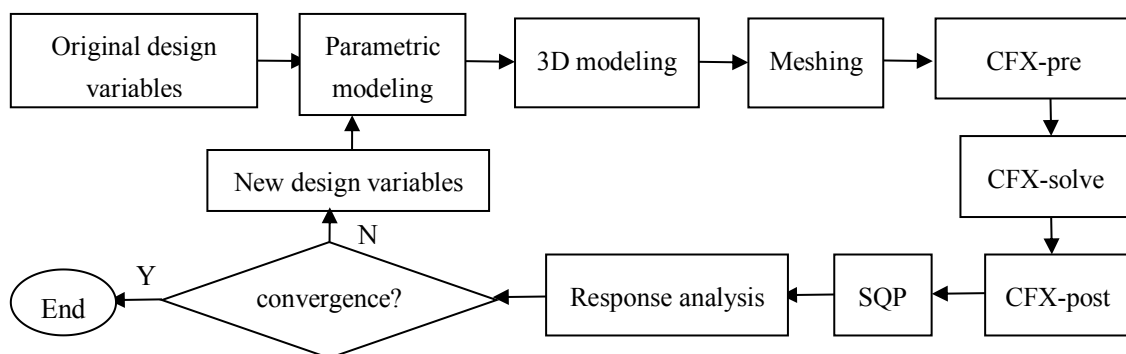 Original design
variables
Parametric
modeling
3D modeling
Meshing
CFX-pre
New design variables
CFX-solve
N
Y
End
convergence?
Response analysis
SQP
CFX-post